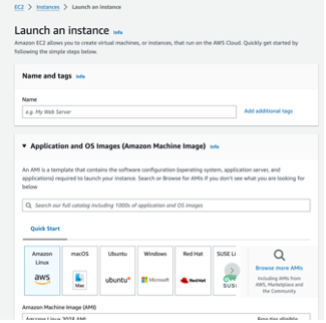 EC2 > Instances > Launch an instance
Launch an instance Info
Amazon EC2 allows you to create virtual machines, or instances, that run on the AWS Cloud. Quickly get started by
following the simple steps below.
Name and tags Info
Name
e.g. My Web Server
Add additional tags
▼ Application and OS Images (Amazon Machine Image) Info
An AMI is a template that contains the software configuration (operating system, application server, and
applications) required to launch your instance. Search or Browse for AMIs if you don't see what you are looking for
below
Search our full catalog including 1000s of application and OS images
Quick Start
Amazon
Linux
aws
macOS
Mac
Ubuntu
ubuntu
Windows
Microsoft
Red Hat
Red Hat
SUSE Li
SUS
Browse more AMIs
Including AMIs from
AWS, Marketplace and
the Community
Amazon Machine Image (AMI)
Amazon Linux 2023 AMI
Free tier eligible